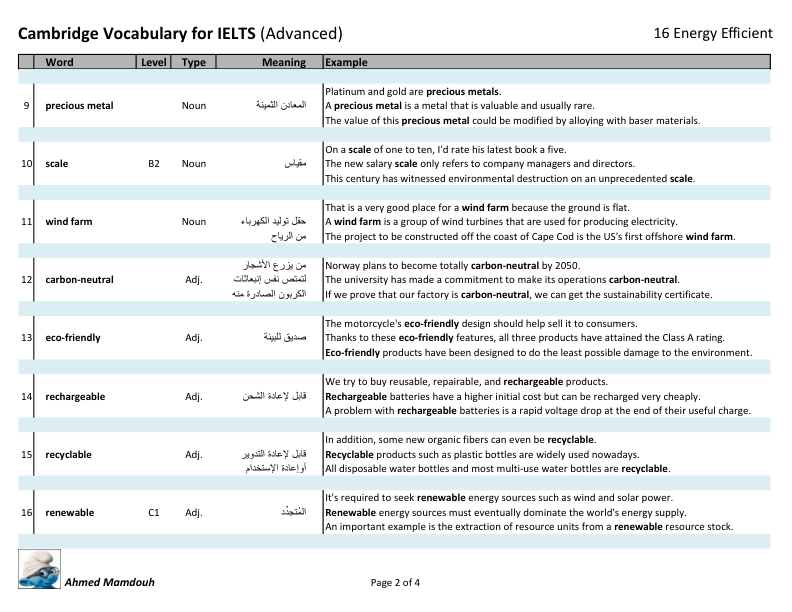 Cambridge Vocabulary for IELTS (Advanced) 16 Energy Efficient
Word Level Type Meaning Example
Platinum and gold are precious metals.
9 precious metal Noun المعادن الثمينة A precious metal is a metal that is valuable and usually rare.
The value of this precious metal could be modified by alloying with baser materials.
On a scale of one to ten, I'd rate his latest book a five.
10 scale B2 Noun مقياس The new salary scale only refers to company managers and directors.
This century has witnessed environmental destruction on an unprecedented scale.
That is a very good place for a wind farm because the ground is flat.
11 wind farm Noun حقل توليد الكهرباء A wind farm is a group of wind turbines that are used for producing electricity.
من الرياح The project to be constructed off the coast of Cape Cod is the US's first offshore wind farm.
من يزرع الأشجار Norway plans to become totally carbon-neutral by 2050.
12 carbon-neutral Adj. لتمتص نفس إنبعاثات The university has made a commitment to make its operations carbon-neutral.
الكربون الصادرة منه If we prove that our factory is carbon-neutral, we can get the sustainability certificate.
The motorcycle's eco-friendly design should help sell it to consumers.
13 eco-friendly Adj. صديق للبيئة Thanks to these eco-friendly features, all three products have attained the Class A rating.
Eco-friendly products have been designed to do the least possible damage to the environment.
We try to buy reusable, repairable, and rechargeable products.
14 rechargeable Adj. قابل لإعادة الشحن Rechargeable batteries have a higher initial cost but can be recharged very cheaply.
A problem with rechargeable batteries is a rapid voltage drop at the end of their useful charge.
In addition, some new organic fibers can even be recyclable.
15 recyclable Adj. قابل لإعادة التدوير Recyclable products such as plastic bottles are widely used nowadays.
أوإعادة الإستخدام All disposable water bottles and most multi-use water bottles are recyclable.
It's required to seek renewable energy sources such as wind and solar power.
16 renewable C1 Adj. المُتجدِّد Renewable energy sources must eventually dominate the world's energy supply.
An important example is the extraction of resource units from a renewable resource stock.
Ahmed Mamdouh Page 2 of 4